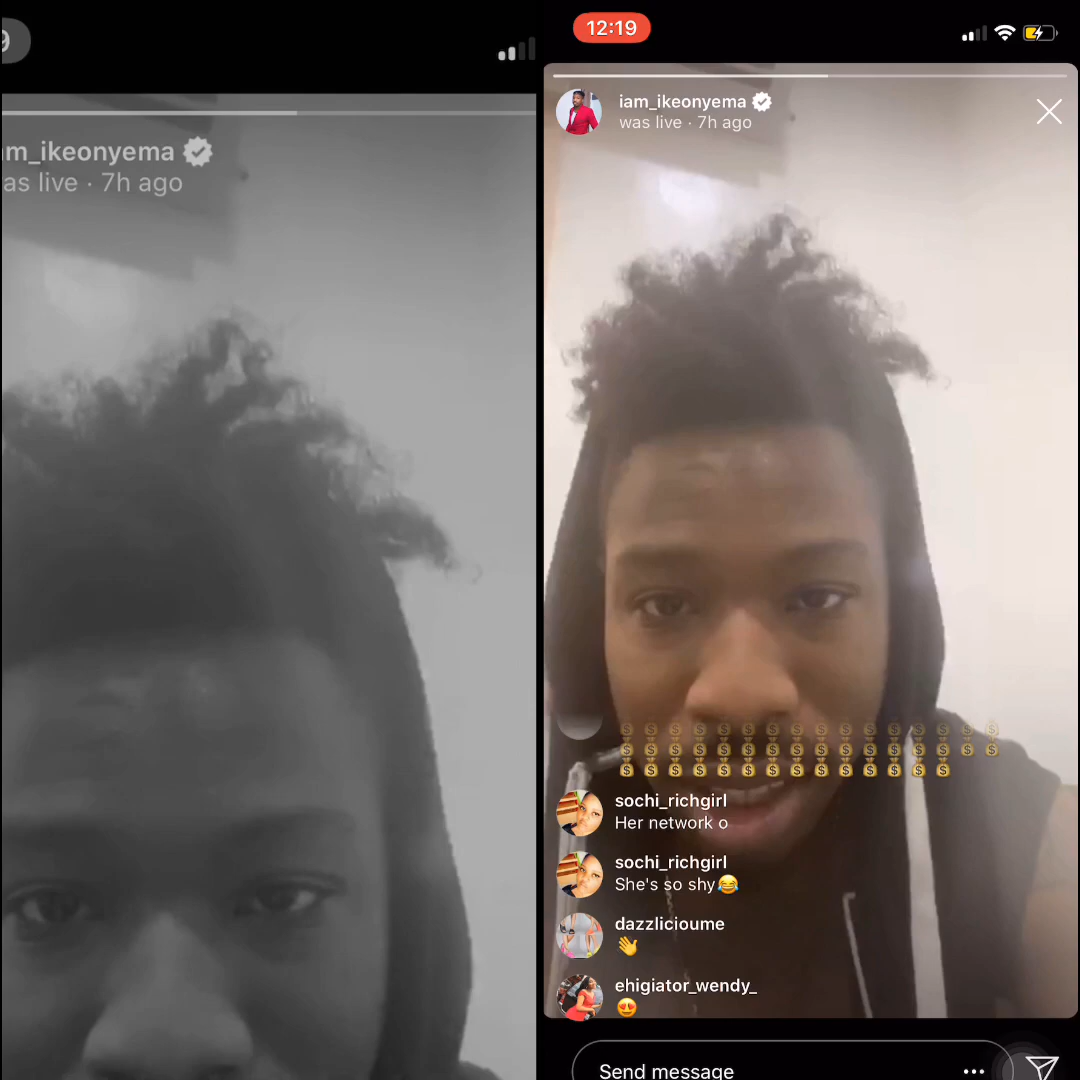 9
m_ikeonyema
as live · 7h ago
12:19
iam_ikeonyema
was live · 7h ago
sochi_richgirl
Her network o
sochi_richgirl
She's so shy😂
dazzlicioume
👋
ehigiator_wendy_
😍
Send message